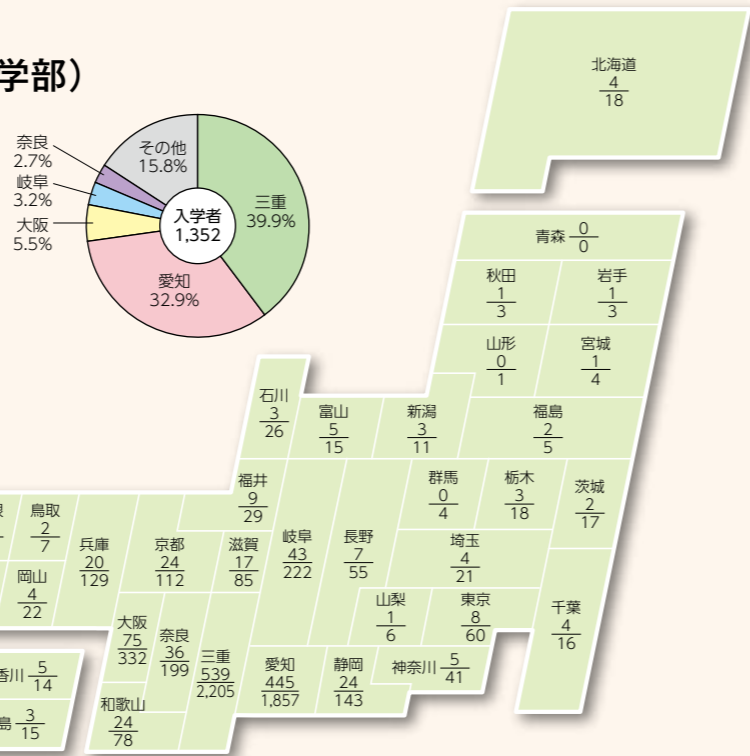 学部）
奈良
2.7%
岐阜
3.2%
大阪
5.5%
その他
15.8%
三重
39.9%
愛知
32.9%
入学者
1,352
北海道
4
18
青森 0
0
秋田
1
3
岩手
1
3
山形
0
1
宮城
1
4
石川
3
26
富山
5
15
新潟
3
11
福島
2
5
福井
9
29
群馬
0
4
栃木
3
18
茨城
2
17
鳥取
2
7
兵庫
20
129
京都
24
112
滋賀
17
85
岐阜
43
222
長野
7
55
埼玉
4
21
岡山
4
22
山梨
1
6
東京
8
60
千葉
4
16
大阪
75
332
奈良
36
199
三重
539
2,205
愛知
445
1,857
静岡
24
143
神奈川 5
41
香川 5
14
和歌山
24
78
島 3
15